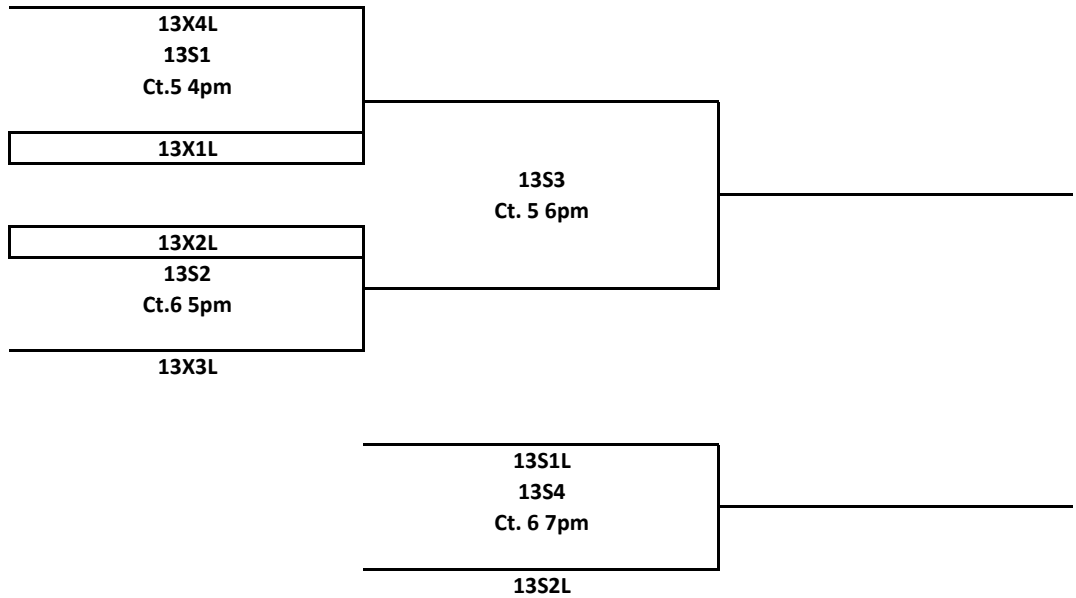 13X4L
13S1
Ct.5 4pm
13X1L
13S3
Ct. 5 6pm
13X2L
13S2
Ct.6 5pm
13X3L
13S1L
13S4
Ct. 6 7pm
13S2L